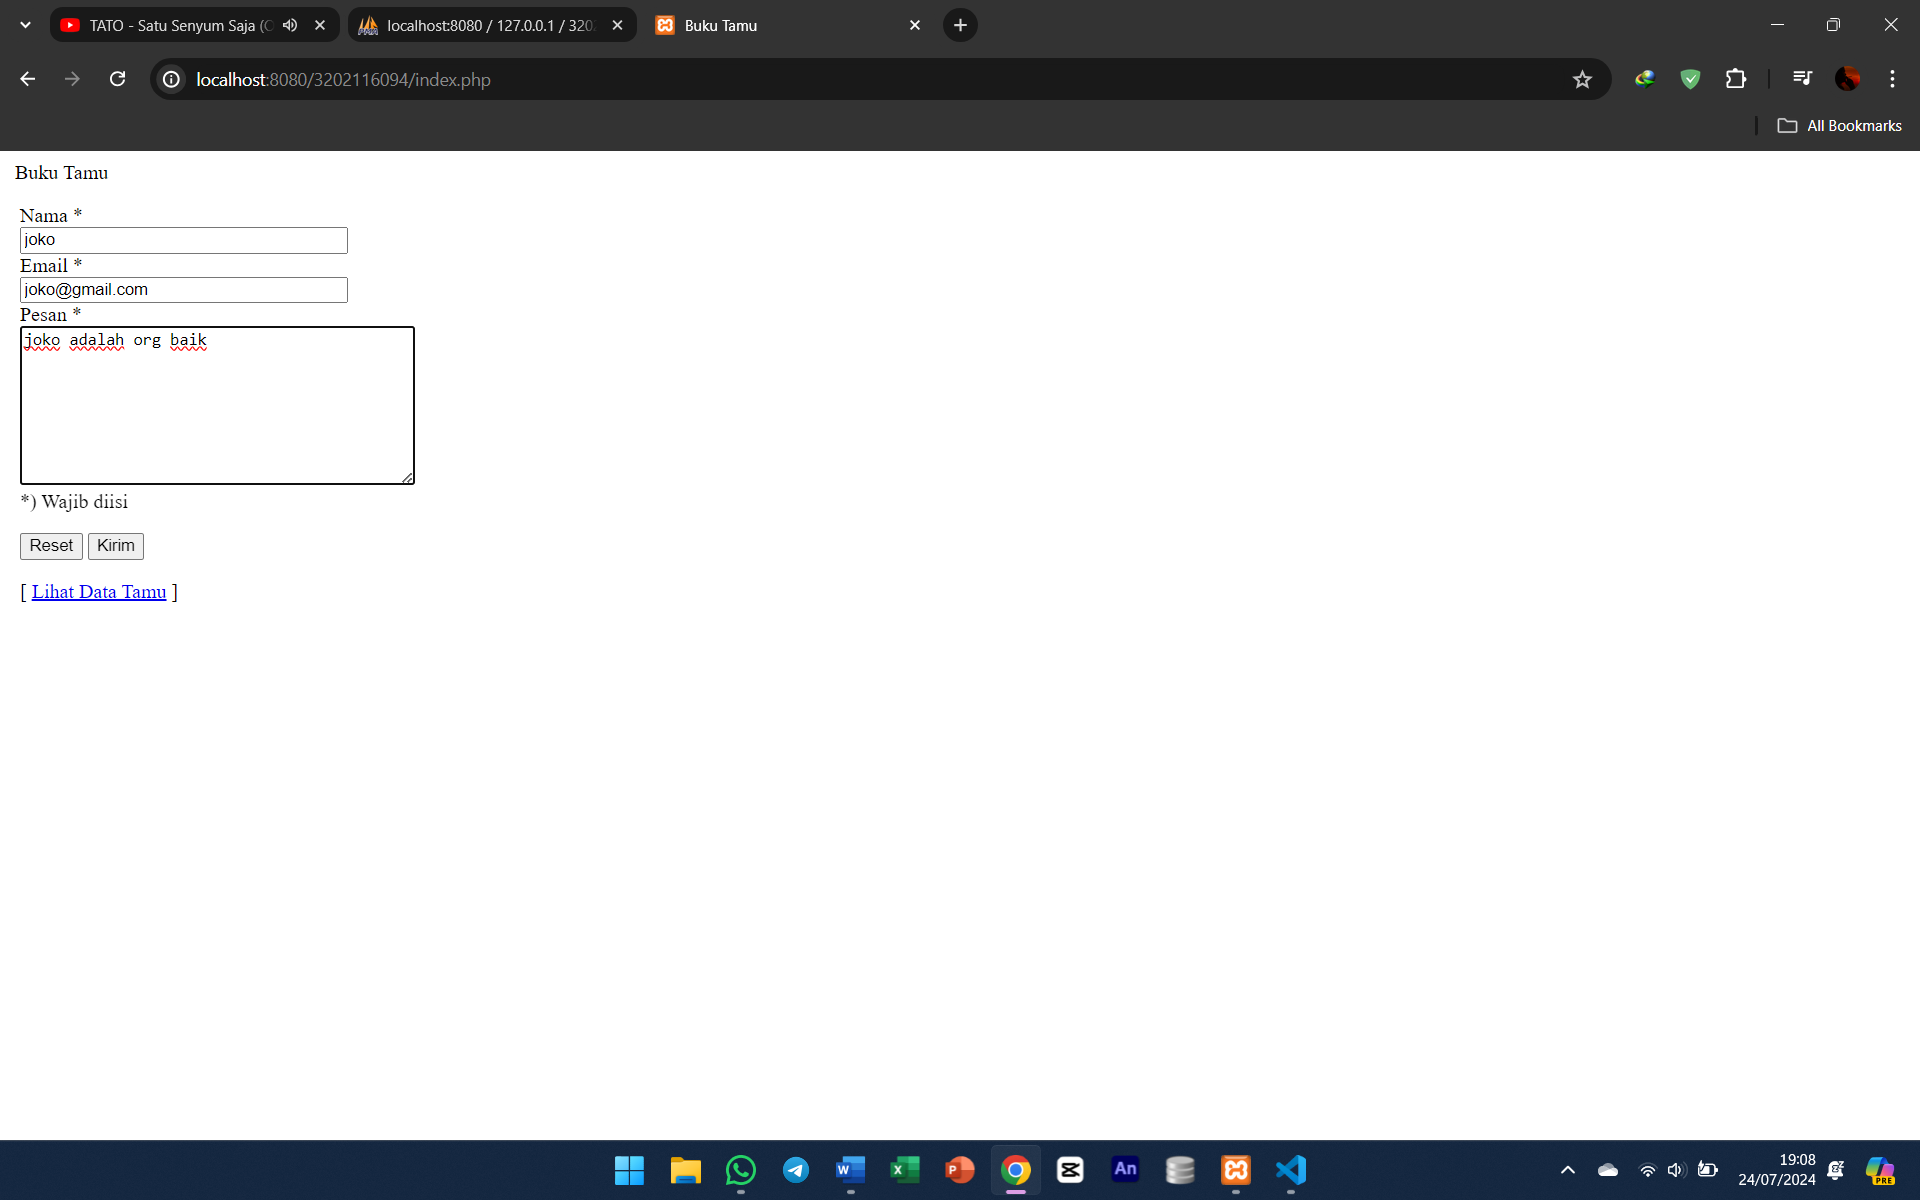 TATO - Satu Senyum Saja (
localhost:8080 / 127.0.0.1 / 320
Buku Tamu
localhost:8080/3202116094/index.php
All Bookmarks
Buku Tamu
Nama *
joko
Email *
joko@gmail.com
Pesan *
joko adalah org baik
*) Wajib diisi
Reset Kirim
[ Lihat Data Tamu ]
19:08
24/07/2024
An
PRE